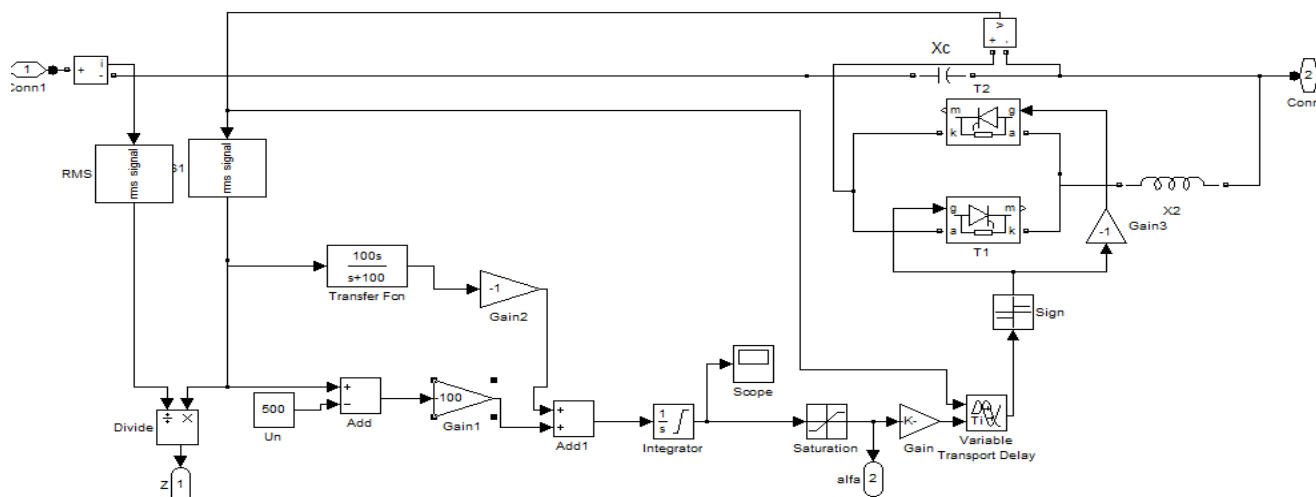 v
+ -
Xc
1
+
i
-
Conn1
2
Conn
T2
m g
k a
RMS
rms signal
S1
rms signal
g m
a k
T1
X2
-1
Gain3
100s
s+100
Transfer Fcn
-1
Gain2
Sign
Scope
÷ ×
Divide
500
Un
+
−
Add
-100
Gain1
+
+
Add1
1
s
Integrator
Saturation
-K-
Gain
Ti
Variable
Transport Delay
Z
1
alfa
2